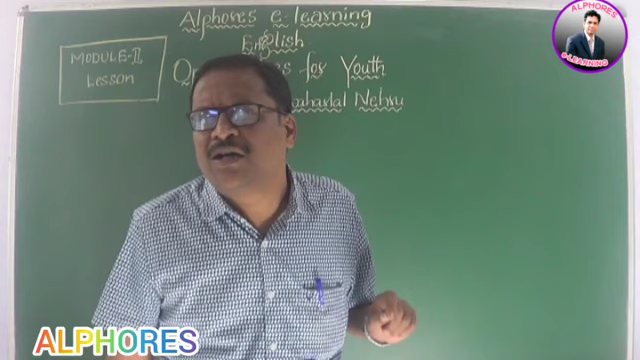 Alphores e-learning
English
MODULE-II
Lesson
for Youth
Nehru
ALPHORES
e-LEARNING
ALPHORES